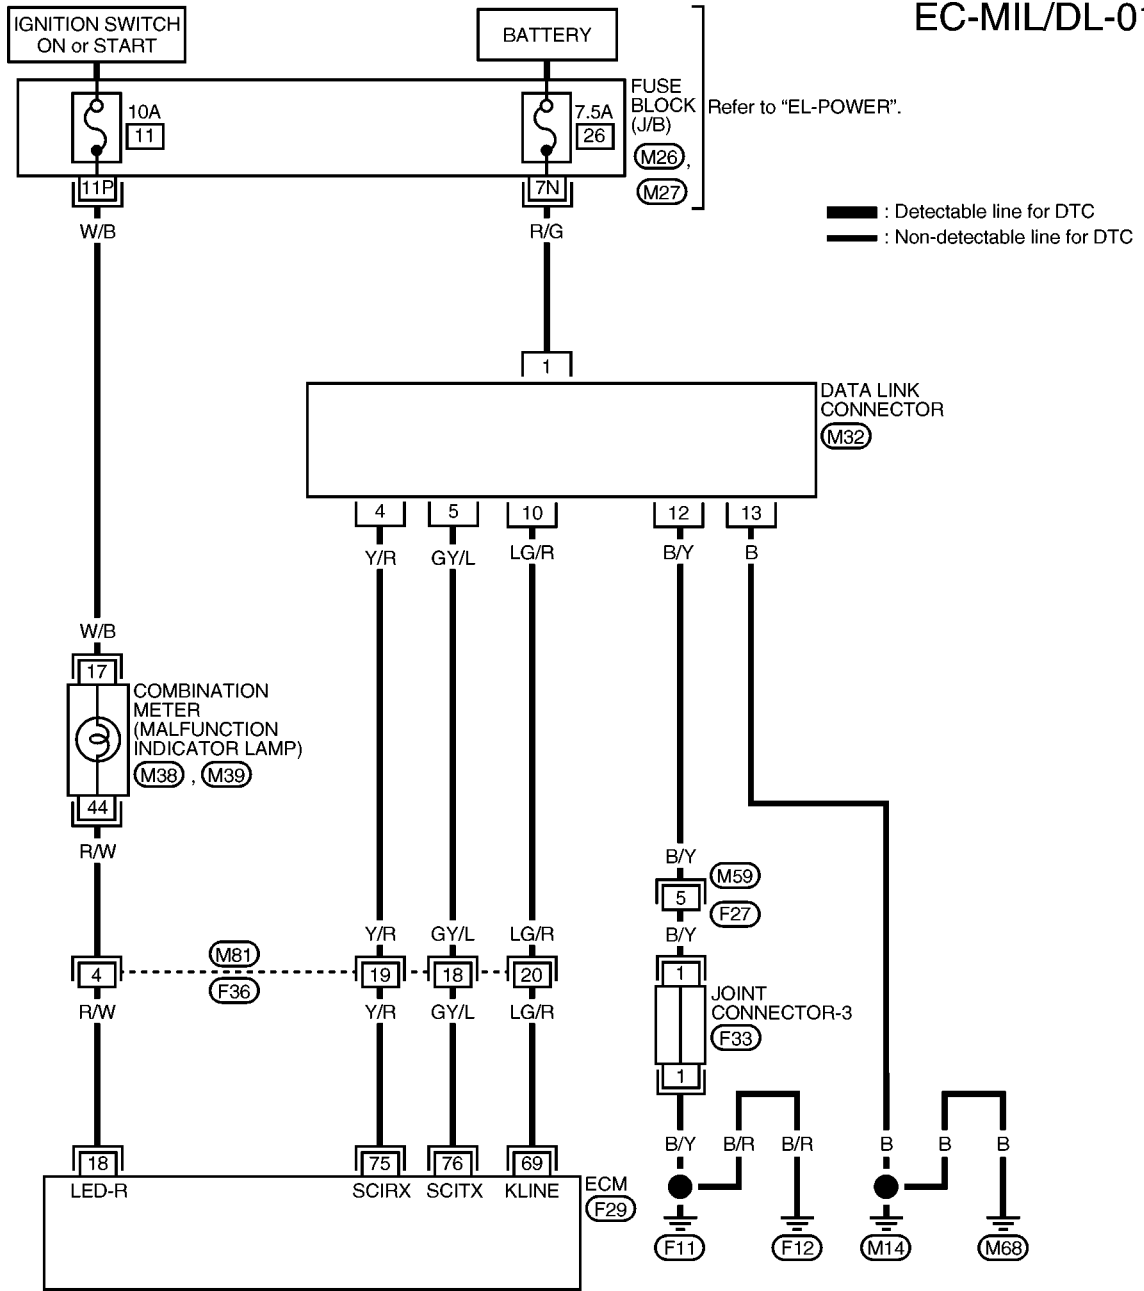 EC-MIL/DL-01
IGNITION SWITCH
ON or START
BATTERY
10A
11
7.5A
26
FUSE
BLOCK
(J/B)
M26 ,
M27
Refer to “EL-POWER”.
11P
7N
W/B
R/G
: Detectable line for DTC
: Non-detectable line for DTC
1
DATA LINK
CONNECTOR
M32
4
5
10
12
13
Y/R
GY/L
LG/R
B/Y
B
W/B
17
COMBINATION
METER
(MALFUNCTION
INDICATOR LAMP)
M38 , M39
44
R/W
B/Y
M59
5
F27
B/Y
Y/R
GY/L
LG/R
M81
4
19
18
20
F36
R/W
Y/R
GY/L
LG/R
1
JOINT
CONNECTOR-3
F33
1
B/Y
B/R
B/R
B
B
B
18
75
76
69
LED-R
SCIRX
SCITX
KLINE
ECM
F29
F11
F12
M14
M68